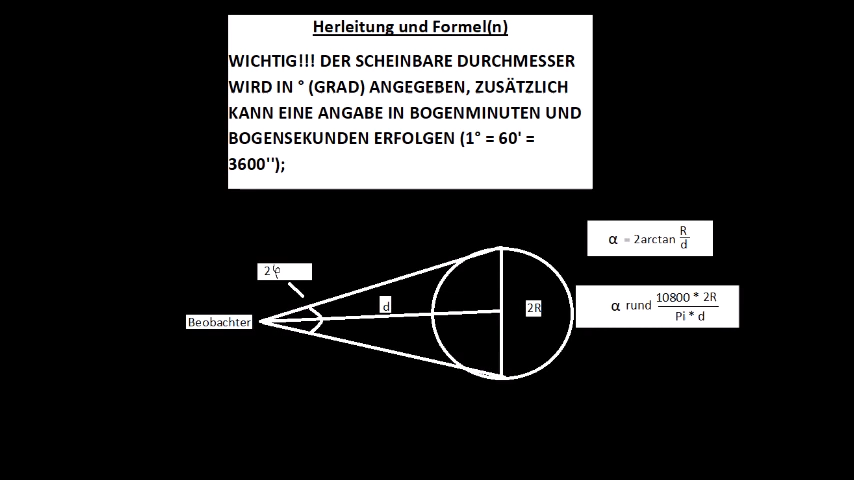 Herleitung und Formel(n)
WICHTIG!!! DER SCHEINBARE DURCHMESSER
WIRD IN ° (GRAD) ANGEGEBEN, ZUSÄTZLICH
KANN EINE ANGABE IN BOGENMINUTEN UND
BOGENSEKUNDEN ERFOLGEN (1° = 60' =
3600'');
α = 2arctan R/d
2φ
d
2R
α rund 10800 * 2R / Pi * d
Beobachter